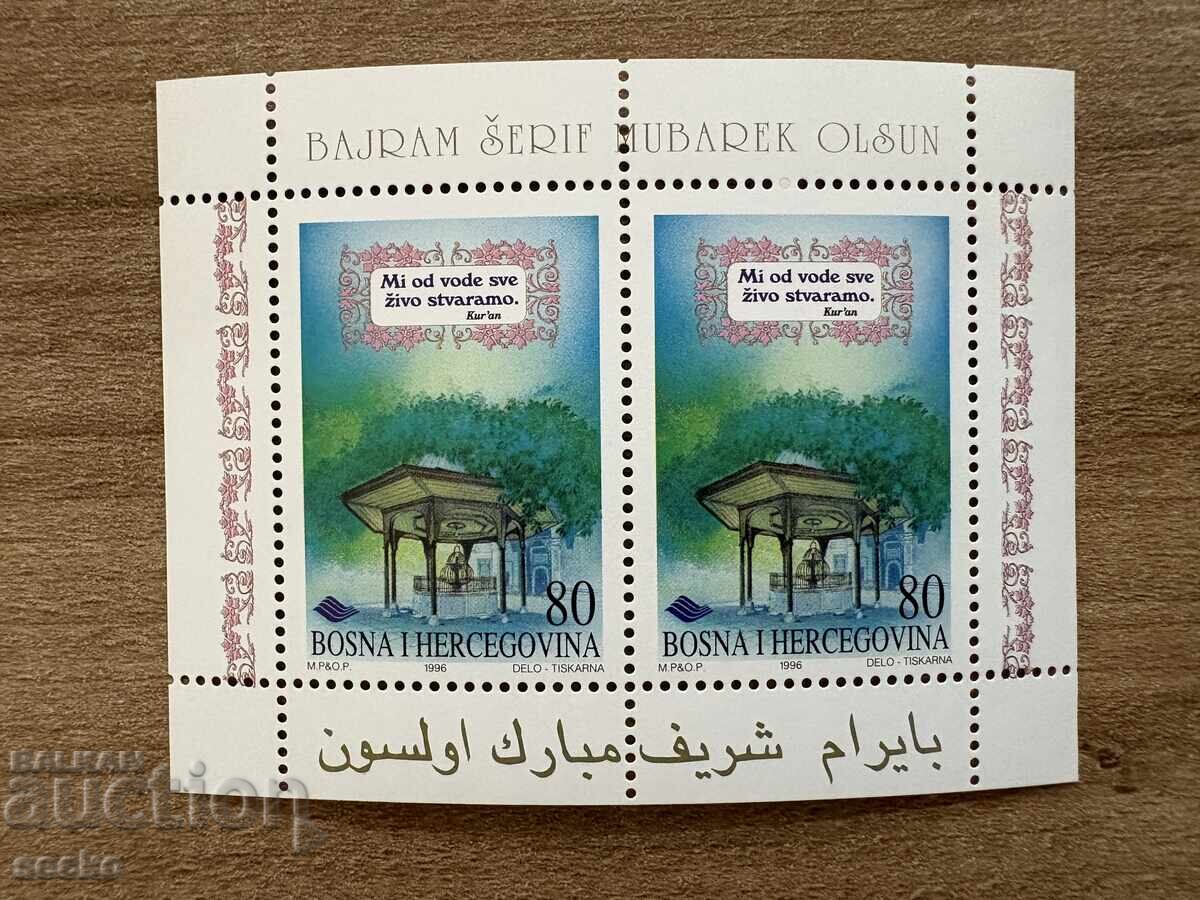 BAJRAM ŠERIF MUBAREK OLSUN
Mi od vode sve
živo stvaramo.
Kur'an
80
BOSNA I HERCEGOVINA
M.P.&O.P. 1996 DELO - TISKARNA
Mi od vode sve
živo stvaramo.
Kur'an
80
BOSNA I HERCEGOVINA
M.P.&O.P. 1996 DELO - TISKARNA
بايرام شريف مبارك اولسون
BALKAN
auction
seeko